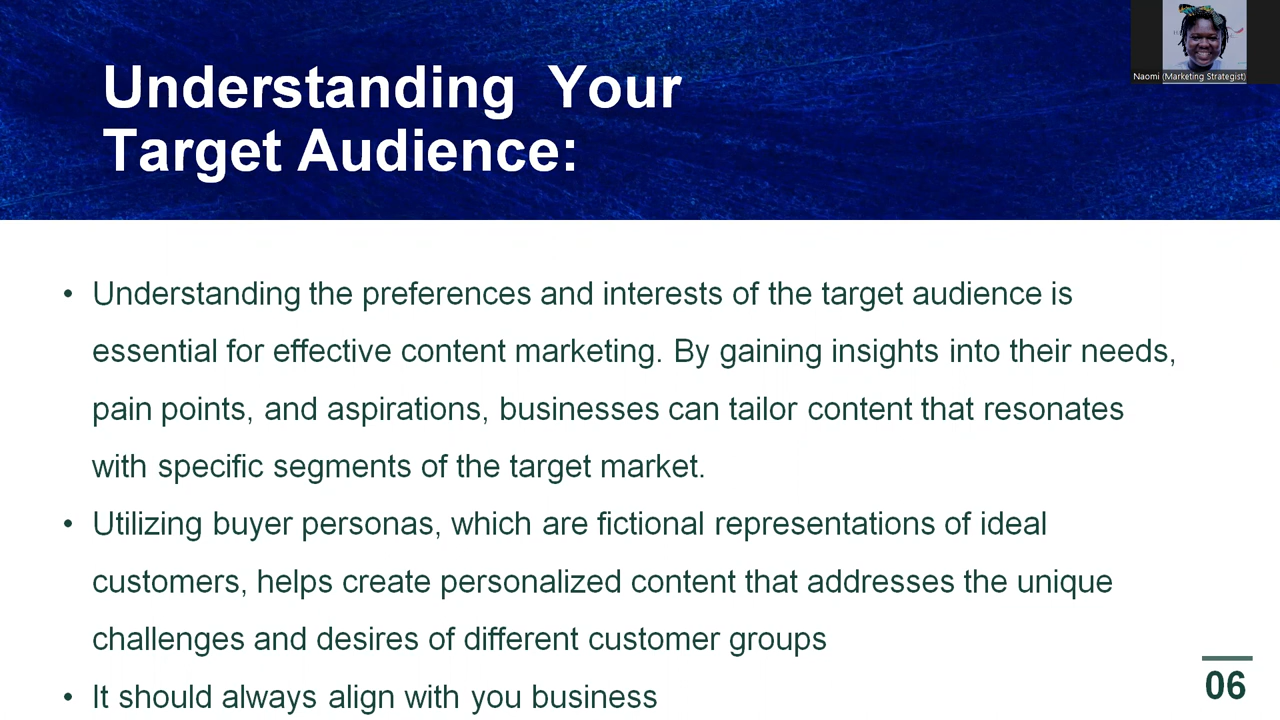 Understanding Your
Target Audience:
Naomi (Marketing Strategist)
• Understanding the preferences and interests of the target audience is
essential for effective content marketing. By gaining insights into their needs,
pain points, and aspirations, businesses can tailor content that resonates
with specific segments of the target market.
• Utilizing buyer personas, which are fictional representations of ideal
customers, helps create personalized content that addresses the unique
challenges and desires of different customer groups
• It should always align with you business
06